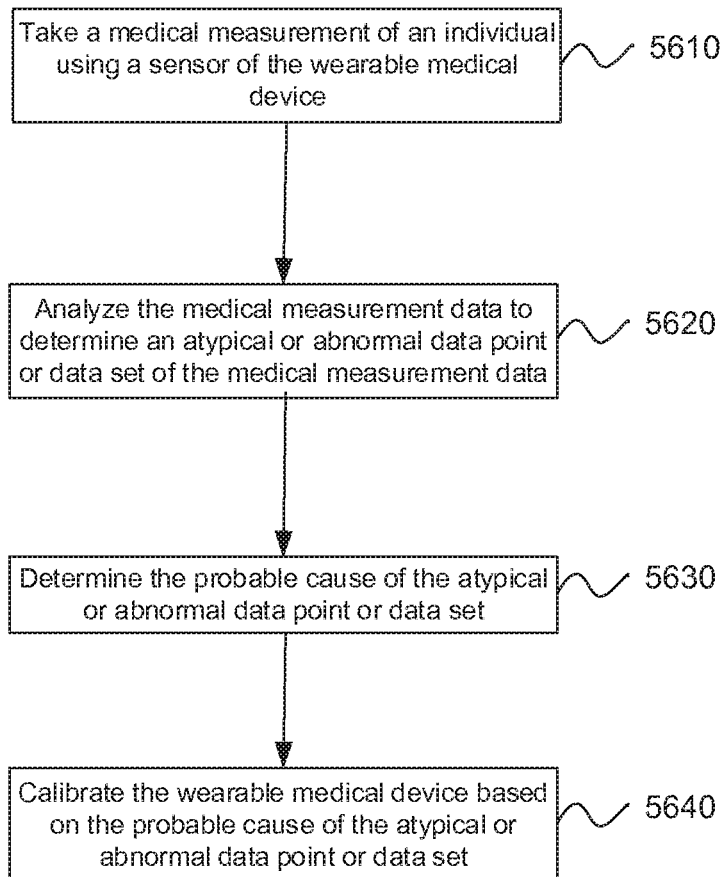 Take a medical measurement of an individual
using a sensor of the wearable medical
device
5610
Analyze the medical measurement data to
determine an atypical or abnormal data point
or data set of the medical measurement data
5620
Determine the probable cause of the atypical
or abnormal data point or data set
5630
Calibrate the wearable medical device based
on the probable cause of the atypical or
abnormal data point or data set
5640